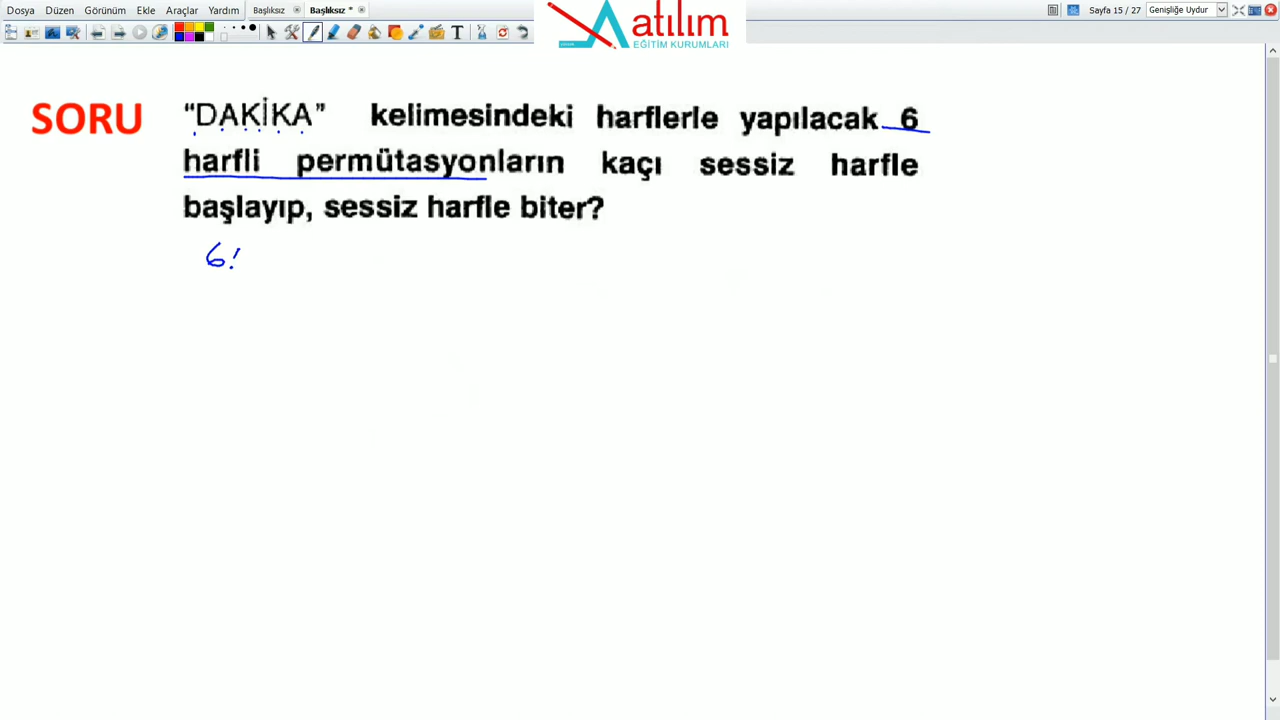 Dosya Düzen Görünüm Ekle Araçlar Yardım Başlıksız Başlıksız * Sayfa 15 / 27 Genişliğe Uydur
atılım
EĞİTİM KURUMLARI
SORU "DAKİKA" kelimesindeki harflerle yapılacak 6
harfli permütasyonların kaçı sessiz harfle
başlayıp, sessiz harfle biter?
6!